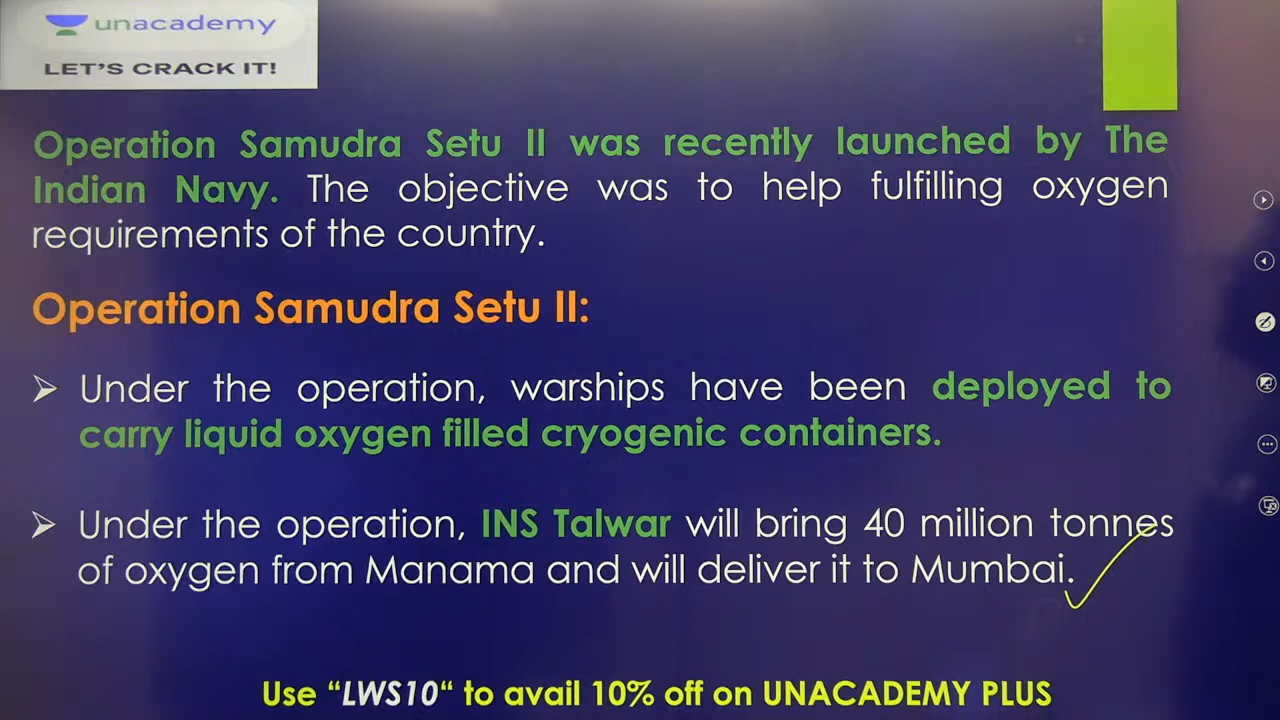 unacademy
LET'S CRACK IT!
Operation Samudra Setu II was recently launched by The
Indian Navy. The objective was to help fulfilling oxygen
requirements of the country.
Operation Samudra Setu II:
➢ Under the operation, warships have been deployed to
carry liquid oxygen filled cryogenic containers.
➢ Under the operation, INS Talwar will bring 40 million tonnes
of oxygen from Manama and will deliver it to Mumbai.
Use “LWS10“ to avail 10% off on UNACADEMY PLUS